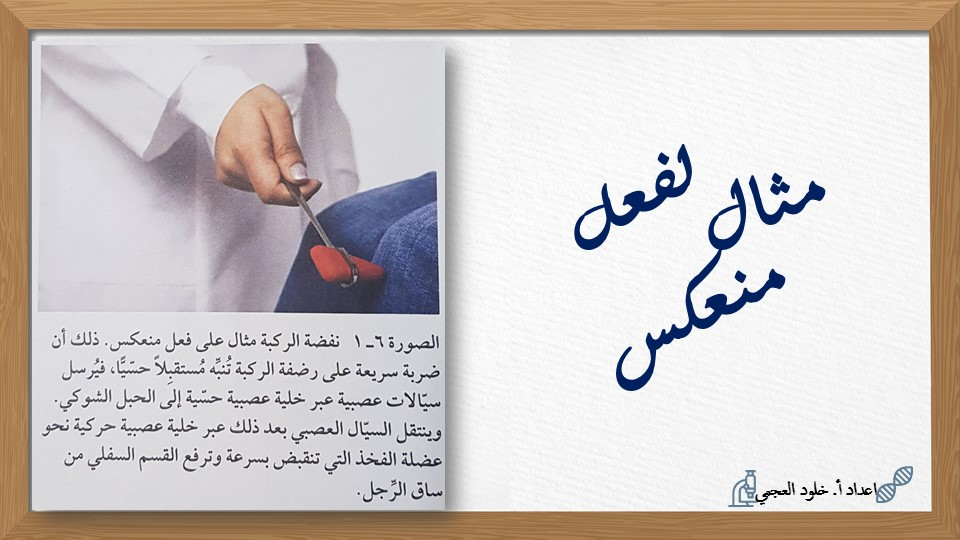 مثال لفعل
منعكس
الصورة ٦ـ ١ نفضة الركبة مثال على فعل منعكس. ذلك أن
ضربة سريعة على رضفة الركبة تُنبِّه مُستقبِلاً حسّيًّا، فيُرسل
سيّالات عصبية عبر خلية عصبية حسّية إلى الحبل الشوكي.
وينتقل السيّال العصبي بعد ذلك عبر خلية عصبية حركية نحو
عضلة الفخذ التي تنقبض بسرعة وترفع القسم السفلي من
ساق الرِّجل.
اعداد أ. خلود العجمي